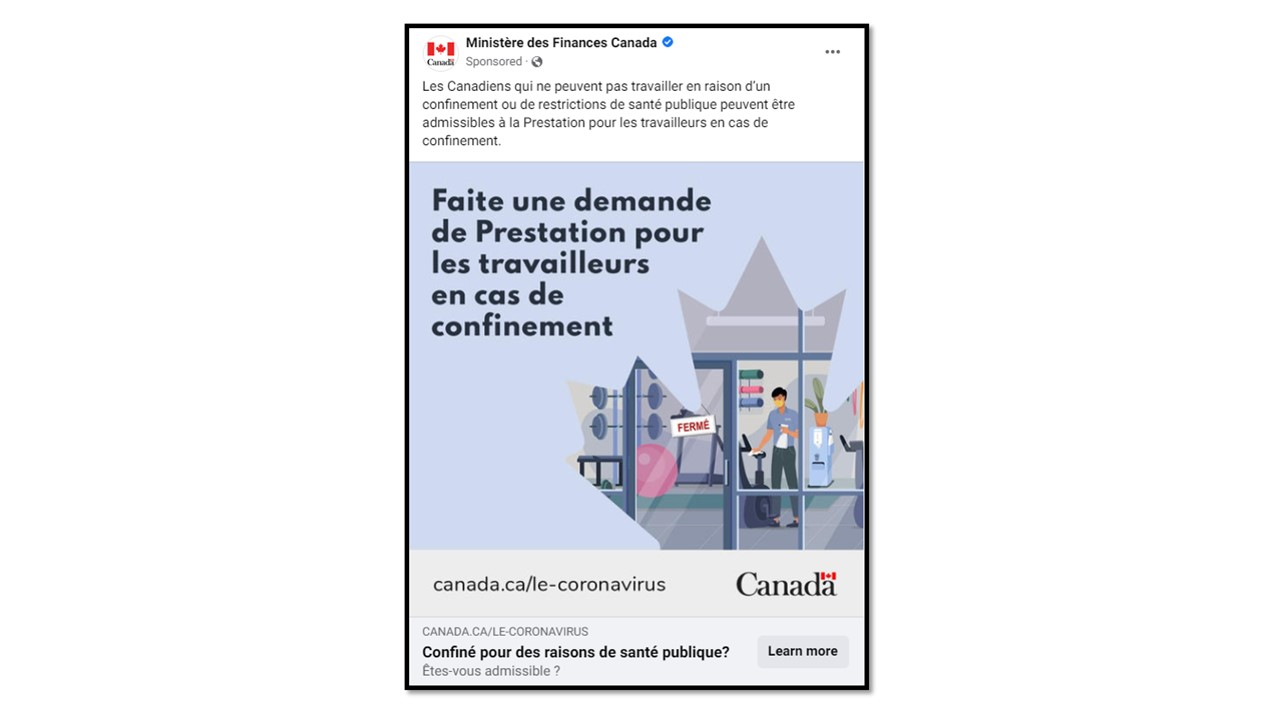 Canada
Ministère des Finances Canada
Sponsored ·
Les Canadiens qui ne peuvent pas travailler en raison d'un
confinement ou de restrictions de santé publique peuvent être
admissibles à la Prestation pour les travailleurs en cas de
confinement.
Faite une demande
de Prestation pour
les travailleurs
en cas de
confinement
FERMÉ
canada.ca/le-coronavirus
Canada
CANADA.CA/LE-CORONAVIRUS
Confiné pour des raisons de santé publique?
Êtes-vous admissible ?
Learn more